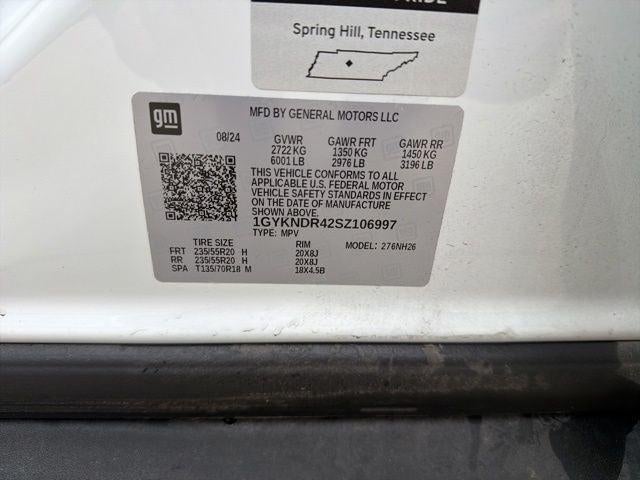 Spring Hill, Tennessee
gm
MFD BY GENERAL MOTORS LLC
08/24 GVWR GAWR FRT GAWR RR
2722 KG 1350 KG 1450 KG
6001 LB 2976 LB 3196 LB
THIS VEHICLE CONFORMS TO ALL
APPLICABLE U.S. FEDERAL MOTOR
VEHICLE SAFETY STANDARDS IN EFFECT
ON THE DATE OF MANUFACTURE
SHOWN ABOVE.
1GYKNDR42SZ106997
TYPE: MPV MODEL: 276NH26
TIRE SIZE RIM
FRT 235/55R20 H 20X8J
RR 235/55R20 H 20X8J
SPA T135/70R18 M 18X4.5B